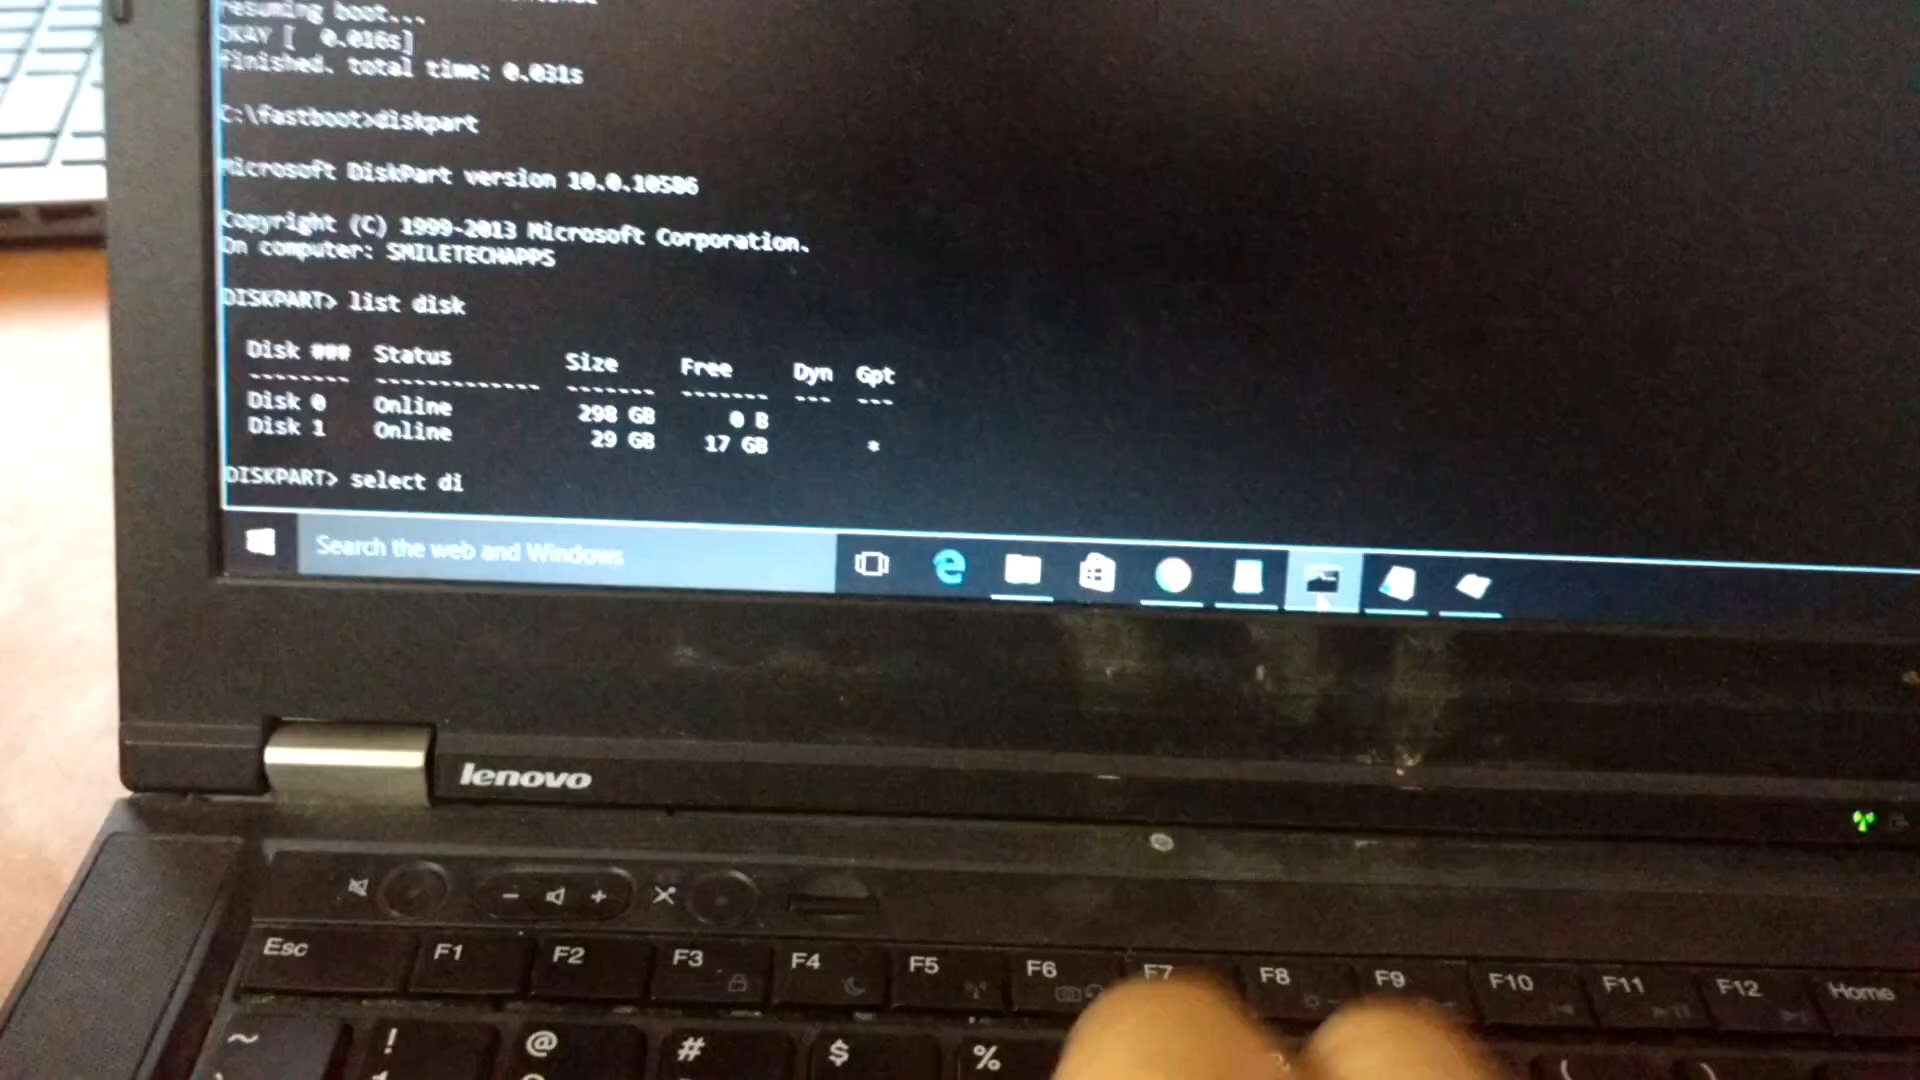 resuming boot...
OKAY [  0.016s]
finished. total time: 0.031s
C:\fastboot>diskpart
Microsoft DiskPart version 10.0.10586
Copyright (C) 1999-2013 Microsoft Corporation.
On computer: SMILETECHAPPS
DISKPART> list disk
Disk ###  Status  Size  Free  Dyn  Gpt
--------  -------------  -------  -------  ---  ---
Disk 0  Online  298 GB  0 B
Disk 1  Online  29 GB  17 GB  *
DISKPART> select di
Search the web and Windows
lenovo
Esc F1 F2 F3 F4 F5 F6 F7 F8 F9 F10 F11 F12 Home
~ ! @ # $ % ( )